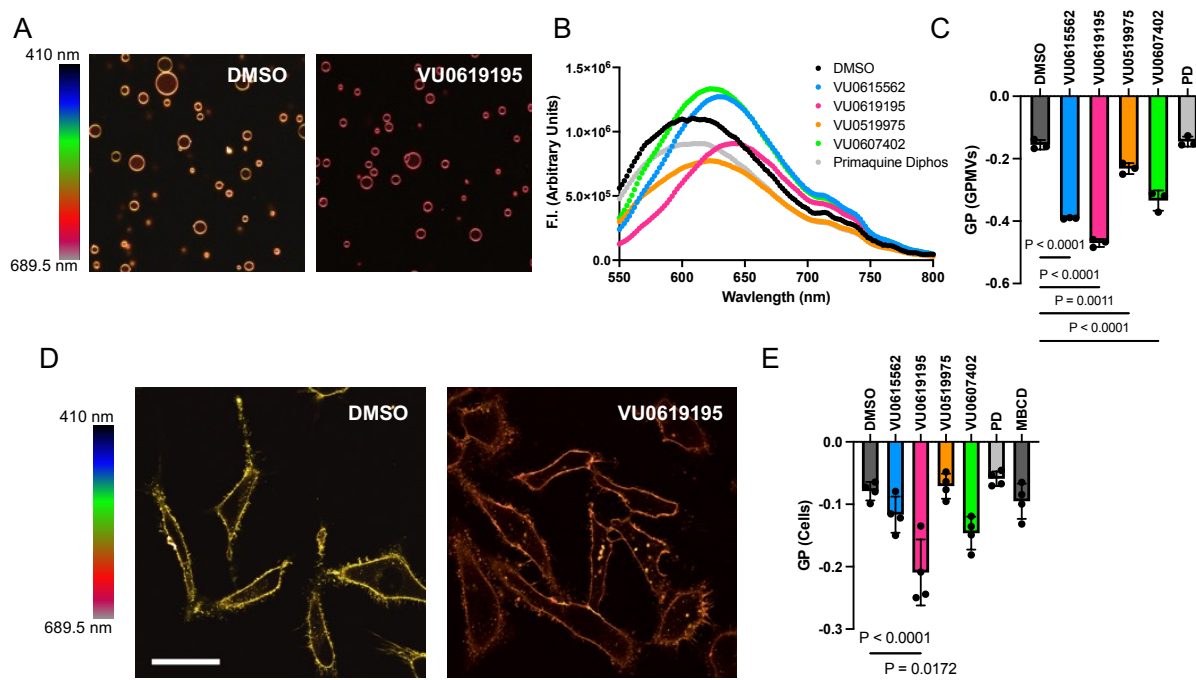 A
410 nm
689.5 nm
DMSO
VU0619195
B
1.5×10⁶
1.0×10⁶
5.0×10⁵
0.0
F.I. (Arbitrary Units)
550
600
650
700
750
800
Wavelength (nm)
DMSO
VU0615562
VU0619195
VU0519975
VU0607402
Primaquine Diphos
C
DMSO
VU0615562
VU0619195
VU0519975
VU0607402
PD
0.0
-0.2
-0.4
-0.6
GP (GPMVs)
P < 0.0001
P < 0.0001
P = 0.0011
P < 0.0001
D
410 nm
689.5 nm
DMSO
VU0619195
E
DMSO
VU0615562
VU0619195
VU0519975
VU0607402
PD
MBCD
0.0
-0.1
-0.2
-0.3
GP (Cells)
P < 0.0001
P = 0.0172